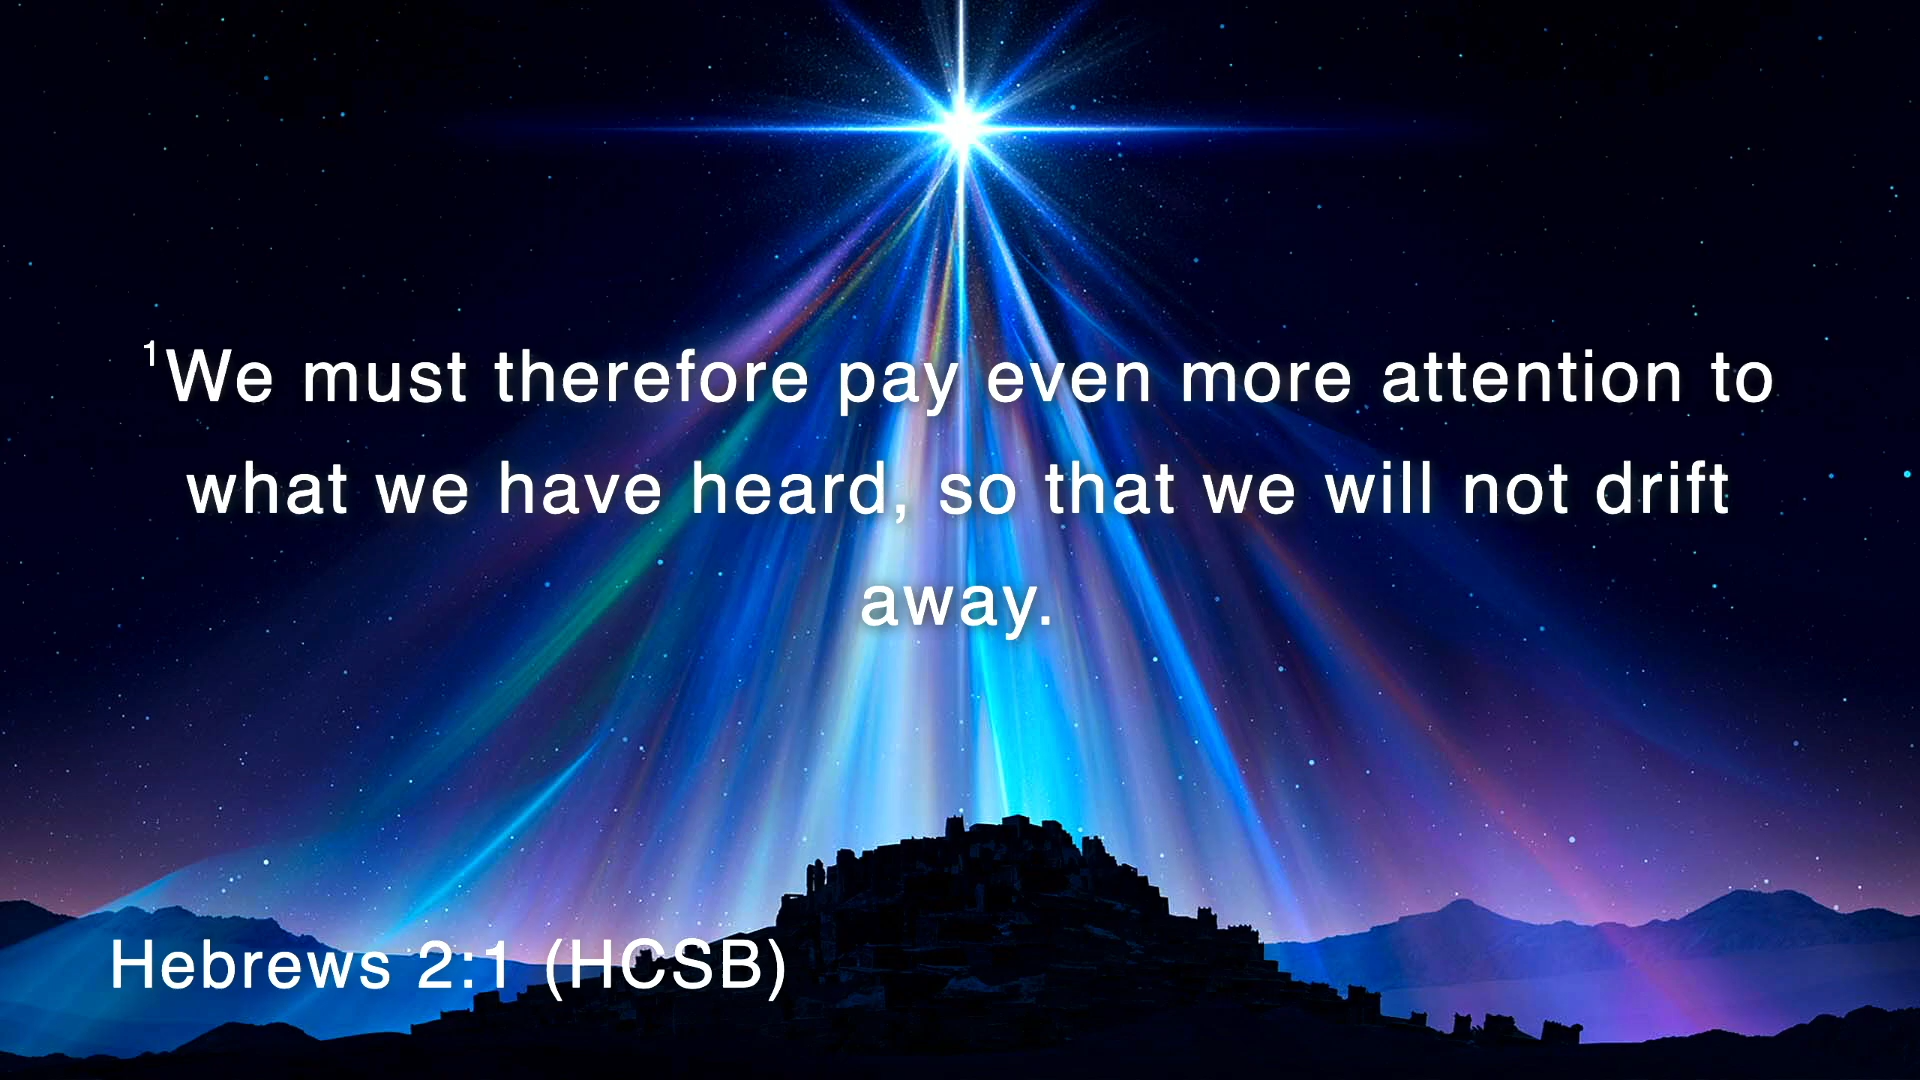 ¹We must therefore pay even more attention to
what we have heard, so that we will not drift
away.
Hebrews 2:1 (HCSB)